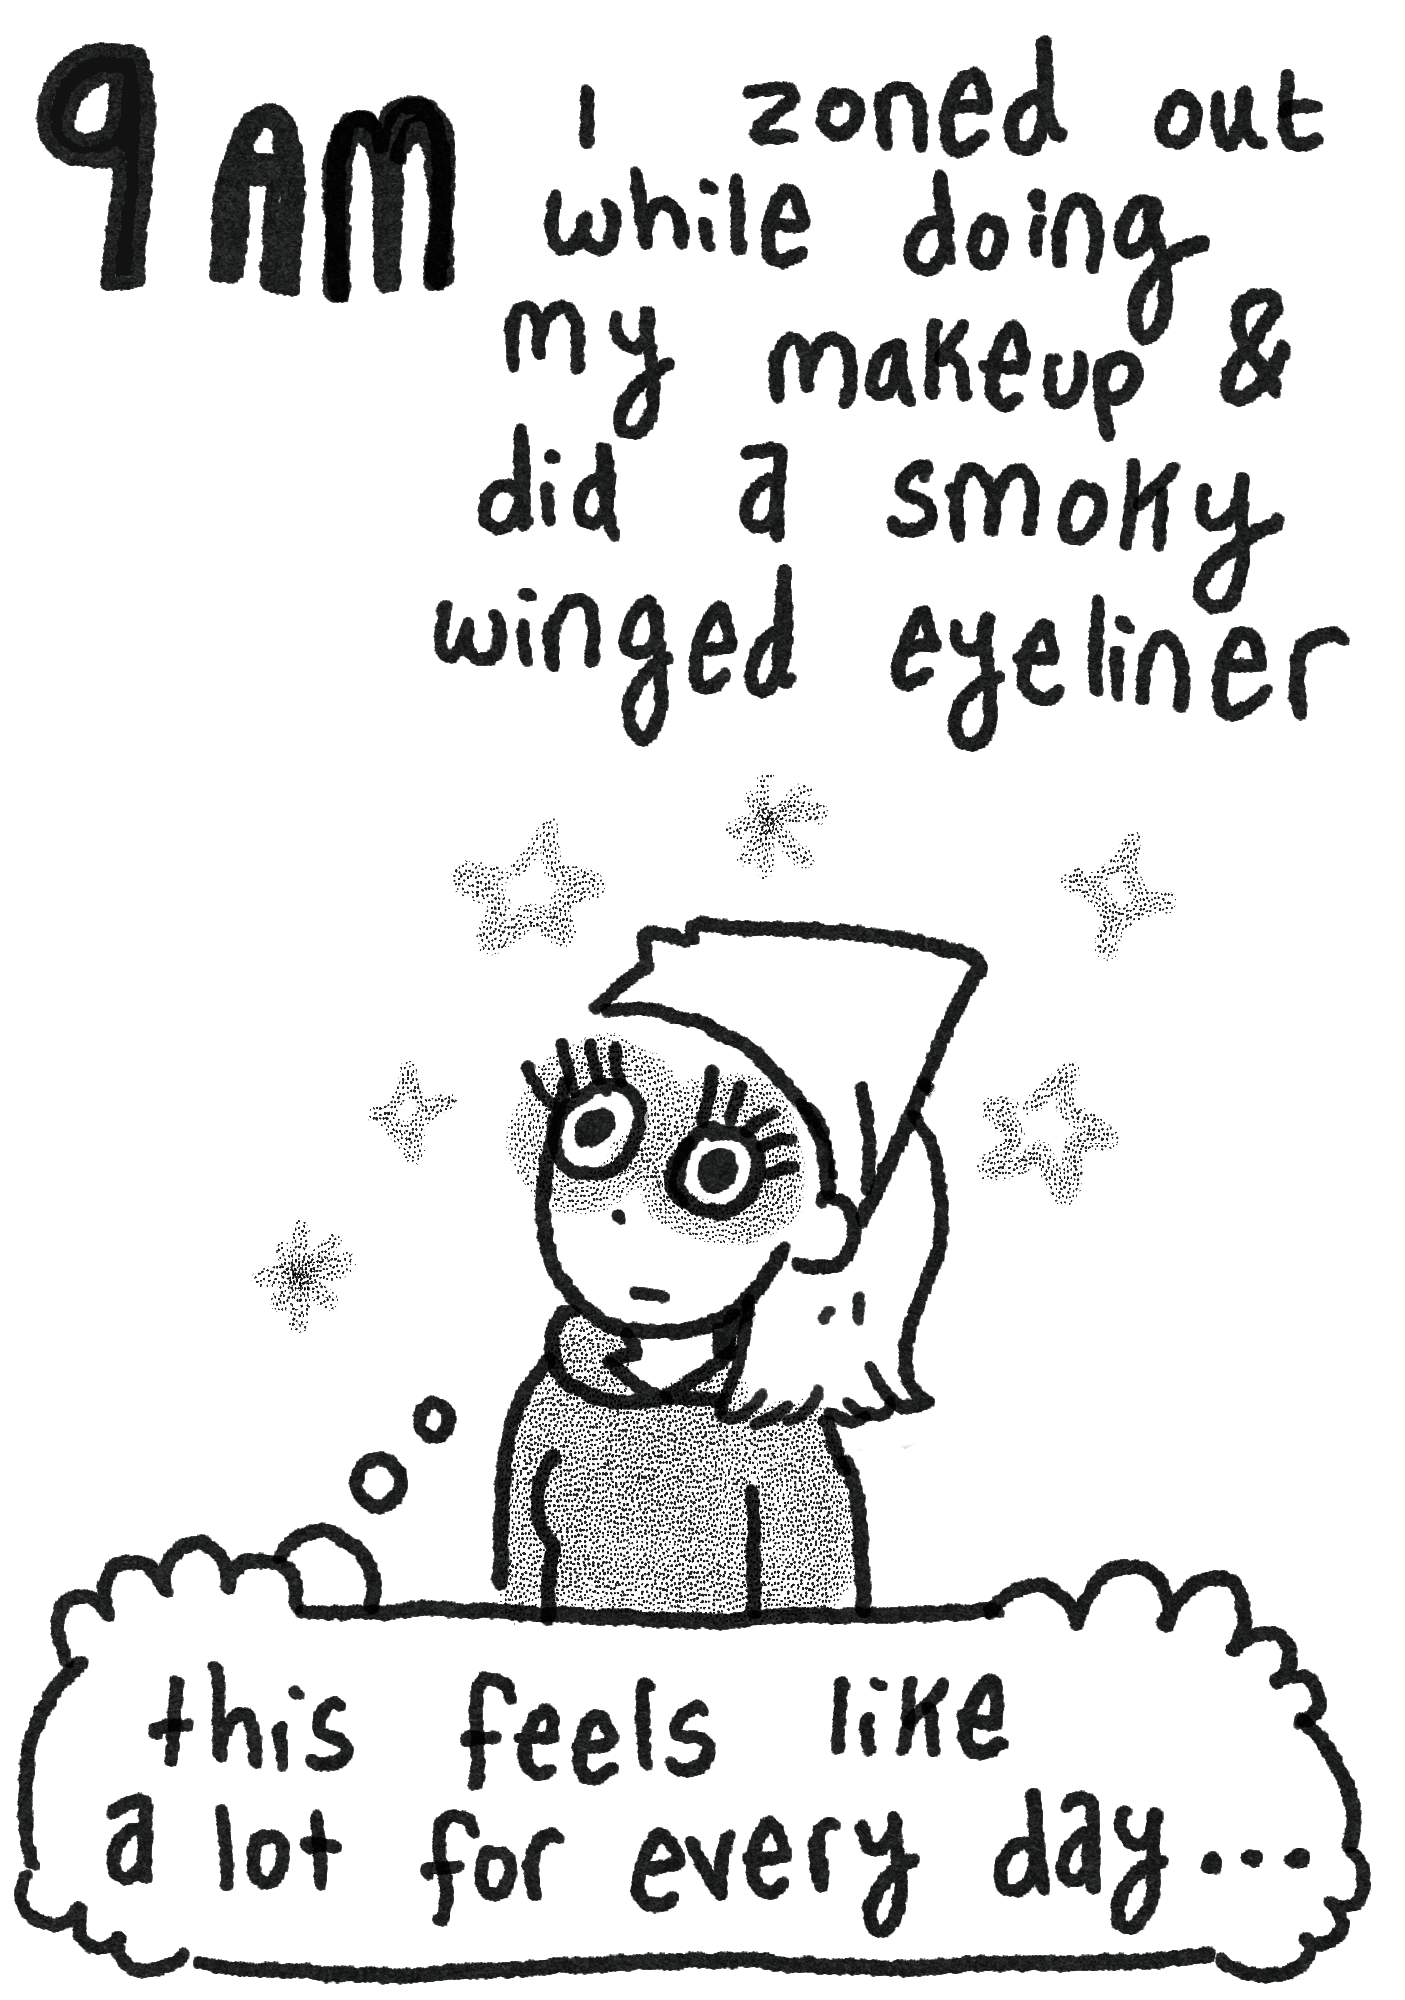 9 AM
i zoned out
while doing
my makeup &
did a smoky
winged eyeliner
this feels like
a lot for every day...